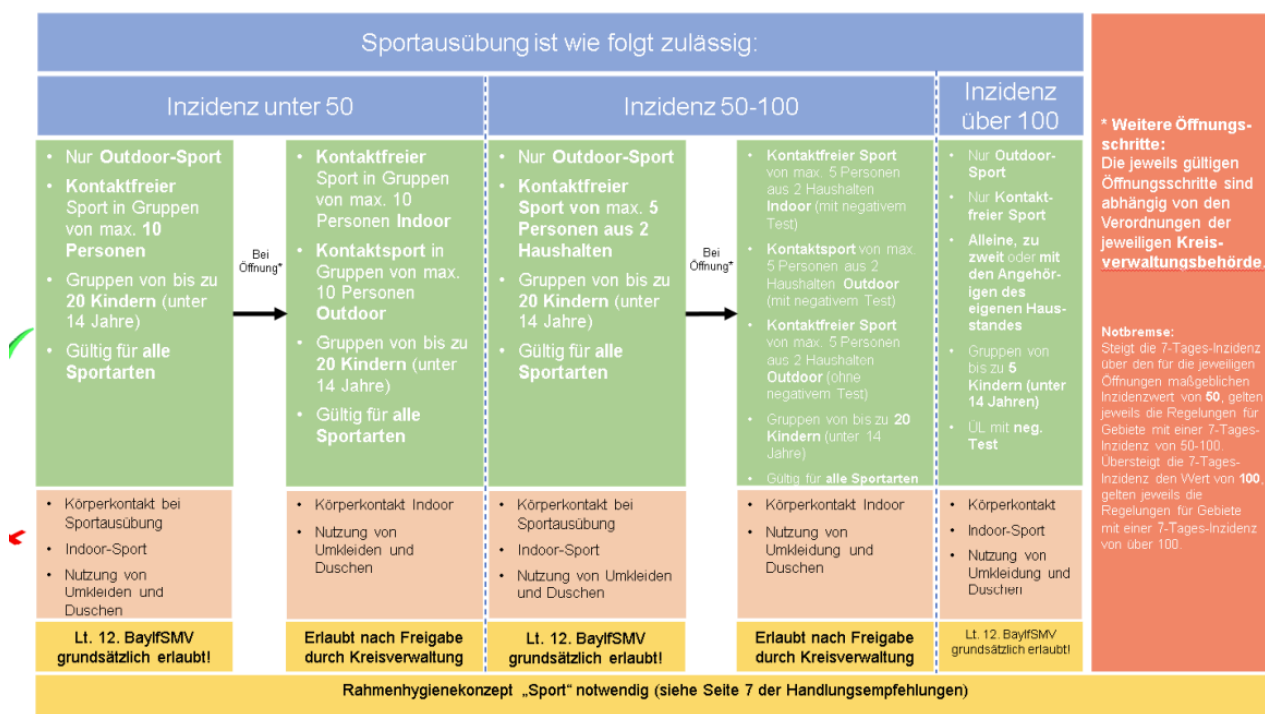 Sportausübung ist wie folgt zulässig:
Inzidenz unter 50
Inzidenz 50-100
Inzidenz
über 100
• Nur Outdoor-Sport
• Kontaktfreier
Sport in Gruppen
von max. 10
Personen
• Gruppen von bis zu
20 Kindern (unter
14 Jahre)
• Gültig für alle
Sportarten
Bei
Öffnung*
• Kontaktfreier
Sport in Gruppen
von max. 10
Personen Indoor
• Kontaktsport in
Gruppen von max.
10 Personen
Outdoor
• Gruppen von bis zu
20 Kindern (unter
14 Jahre)
• Gültig für alle
Sportarten
• Nur Outdoor-Sport
• Kontaktfreier
Sport von max. 5
Personen aus 2
Haushalten
• Gruppen von bis zu
20 Kindern (unter
14 Jahre)
• Gültig für alle
Sportarten
Bei
Öffnung*
• Kontaktfreier Sport
von max. 5 Personen
aus 2 Haushalten
Indoor (mit negativem
Test)
• Kontaktsport von max.
5 Personen aus 2
Haushalten Outdoor
(mit negativem Test)
• Kontaktfreier Sport
von max. 5 Personen
aus 2 Haushalten
Outdoor (ohne
negativem Test)
• Gruppen von bis zu 20
Kindern (unter 14
Jahre)
• Gültig für alle Sportarten
• Nur Outdoor-
Sport
• Nur Kontakt-
freier Sport
• Alleine, zu
zweit oder mit
den Angehö-
rigen des
eigenen Haus-
standes
• Gruppen von
bis zu 5
Kindern (unter
14 Jahren)
• ÜL mit neg.
Test
• Körperkontakt bei
Sportausübung
• Indoor-Sport
• Nutzung von
Umkleiden und
Duschen
• Körperkontakt Indoor
• Nutzung von
Umkleiden und
Duschen
• Körperkontakt bei
Sportausübung
• Indoor-Sport
• Nutzung von Umkleiden
und Duschen
• Körperkontakt Indoor
• Nutzung von
Umkleidung und
Duschen
• Körperkontakt
• Indoor-Sport
• Nutzung von
Umkleidung und
Duschen
Lt. 12. BayIfSMV
grundsätzlich erlaubt!
Erlaubt nach Freigabe
durch Kreisverwaltung
Lt. 12. BayIfSMV
grundsätzlich erlaubt!
Erlaubt nach Freigabe
durch Kreisverwaltung
Lt. 12. BayIfSMV
grundsätzlich erlaubt!
Rahmenhygienekonzept „Sport“ notwendig (siehe Seite 7 der Handlungsempfehlungen)
* Weitere Öffnungs-
schritte:
Die jeweils gültigen
Öffnungsschritte sind
abhängig von den
Verordnungen der
jeweiligen Kreis-
verwaltungsbehörde.
Notbremse:
Steigt die 7-Tages-Inzidenz
über den für die jeweiligen
Öffnungen maßgeblichen
Inzidenzwert von 50, gelten
jeweils die Regelungen für
Gebiete mit einer 7-Tages-
Inzidenz von 50-100.
Übersteigt die 7-Tages-
Inzidenz den Wert von 100,
gelten jeweils die
Regelungen für Gebiete
mit einer 7-Tages-Inzidenz
von über 100.